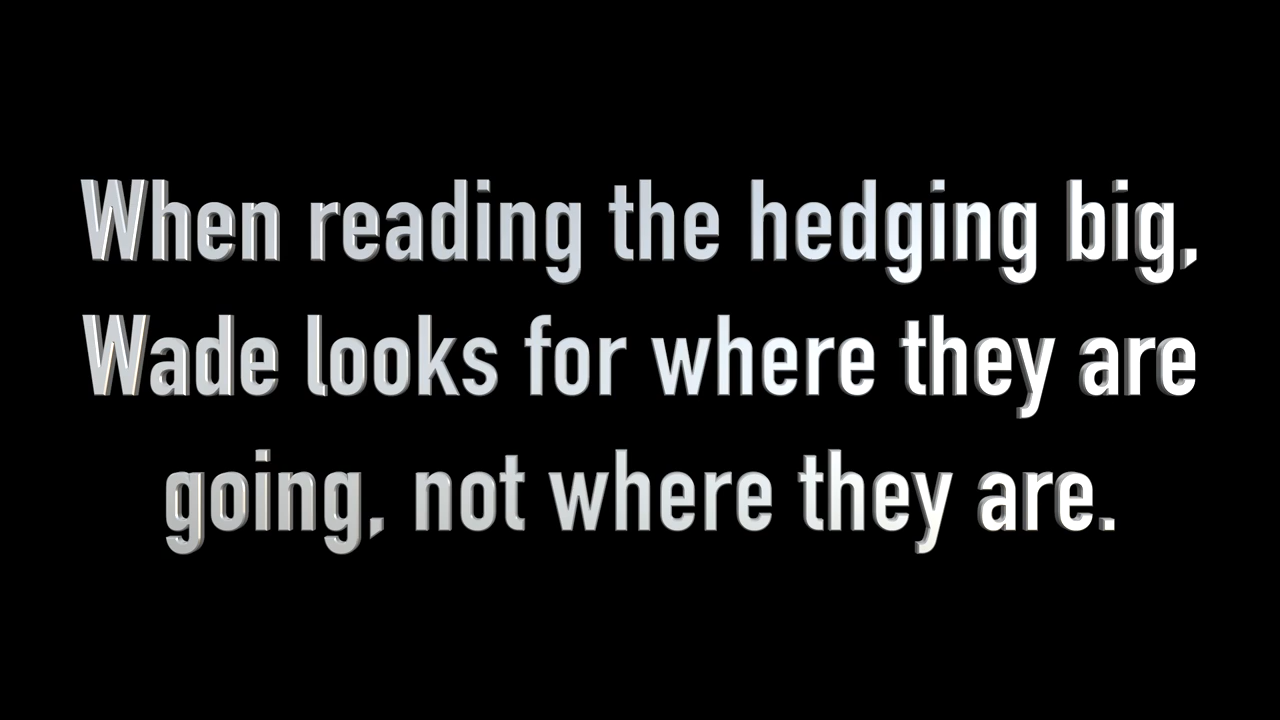 When reading the hedging big,
Wade looks for where they are
going, not where they are.